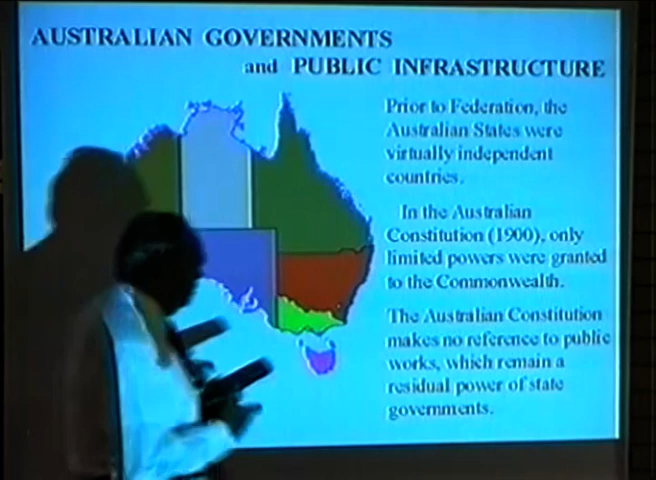 AUSTRALIAN GOVERNMENTS
and PUBLIC INFRASTRUCTURE
Prior to Federation, the
Australian States were
virtually independent
countries.
In the Australian
Constitution (1900), only
limited powers were granted
to the Commonwealth.
The Australian Constitution
makes no reference to public
works, which remain a
residual power of state
governments.